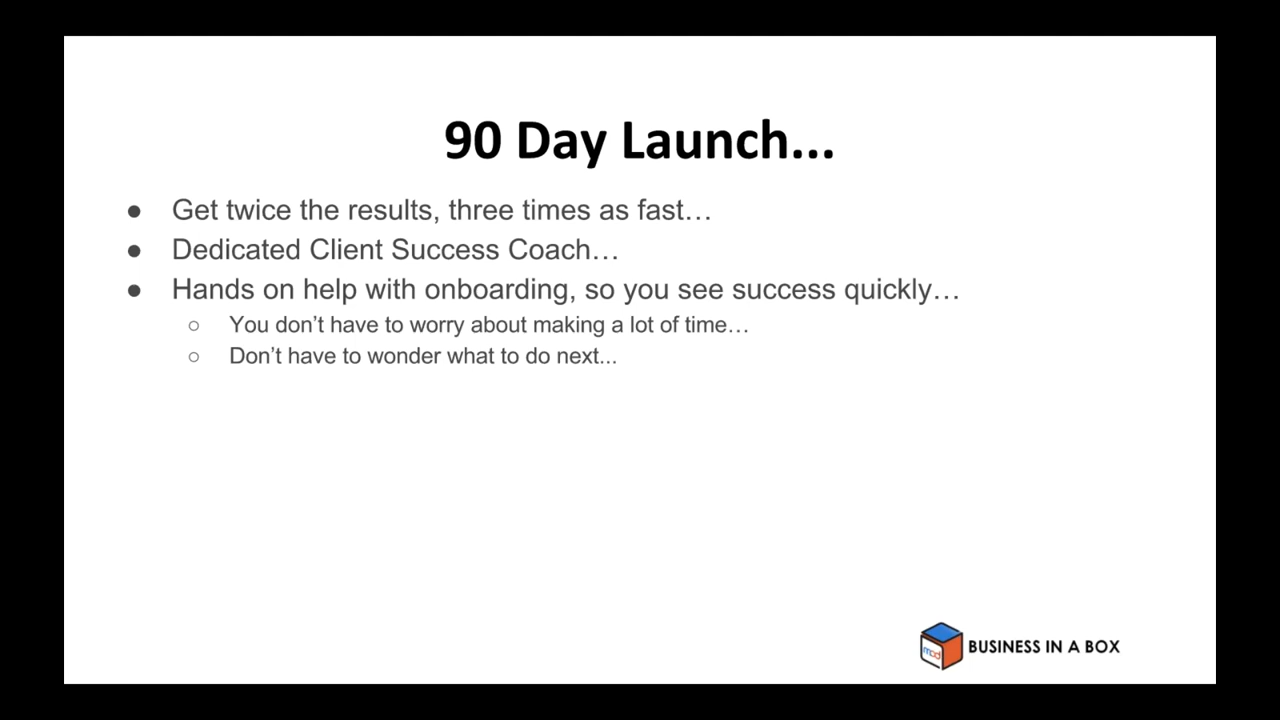 90 Day Launch...
● Get twice the results, three times as fast…
● Dedicated Client Success Coach…
● Hands on help with onboarding, so you see success quickly…
○ You don’t have to worry about making a lot of time…
○ Don’t have to wonder what to do next...
mod BUSINESS IN A BOX